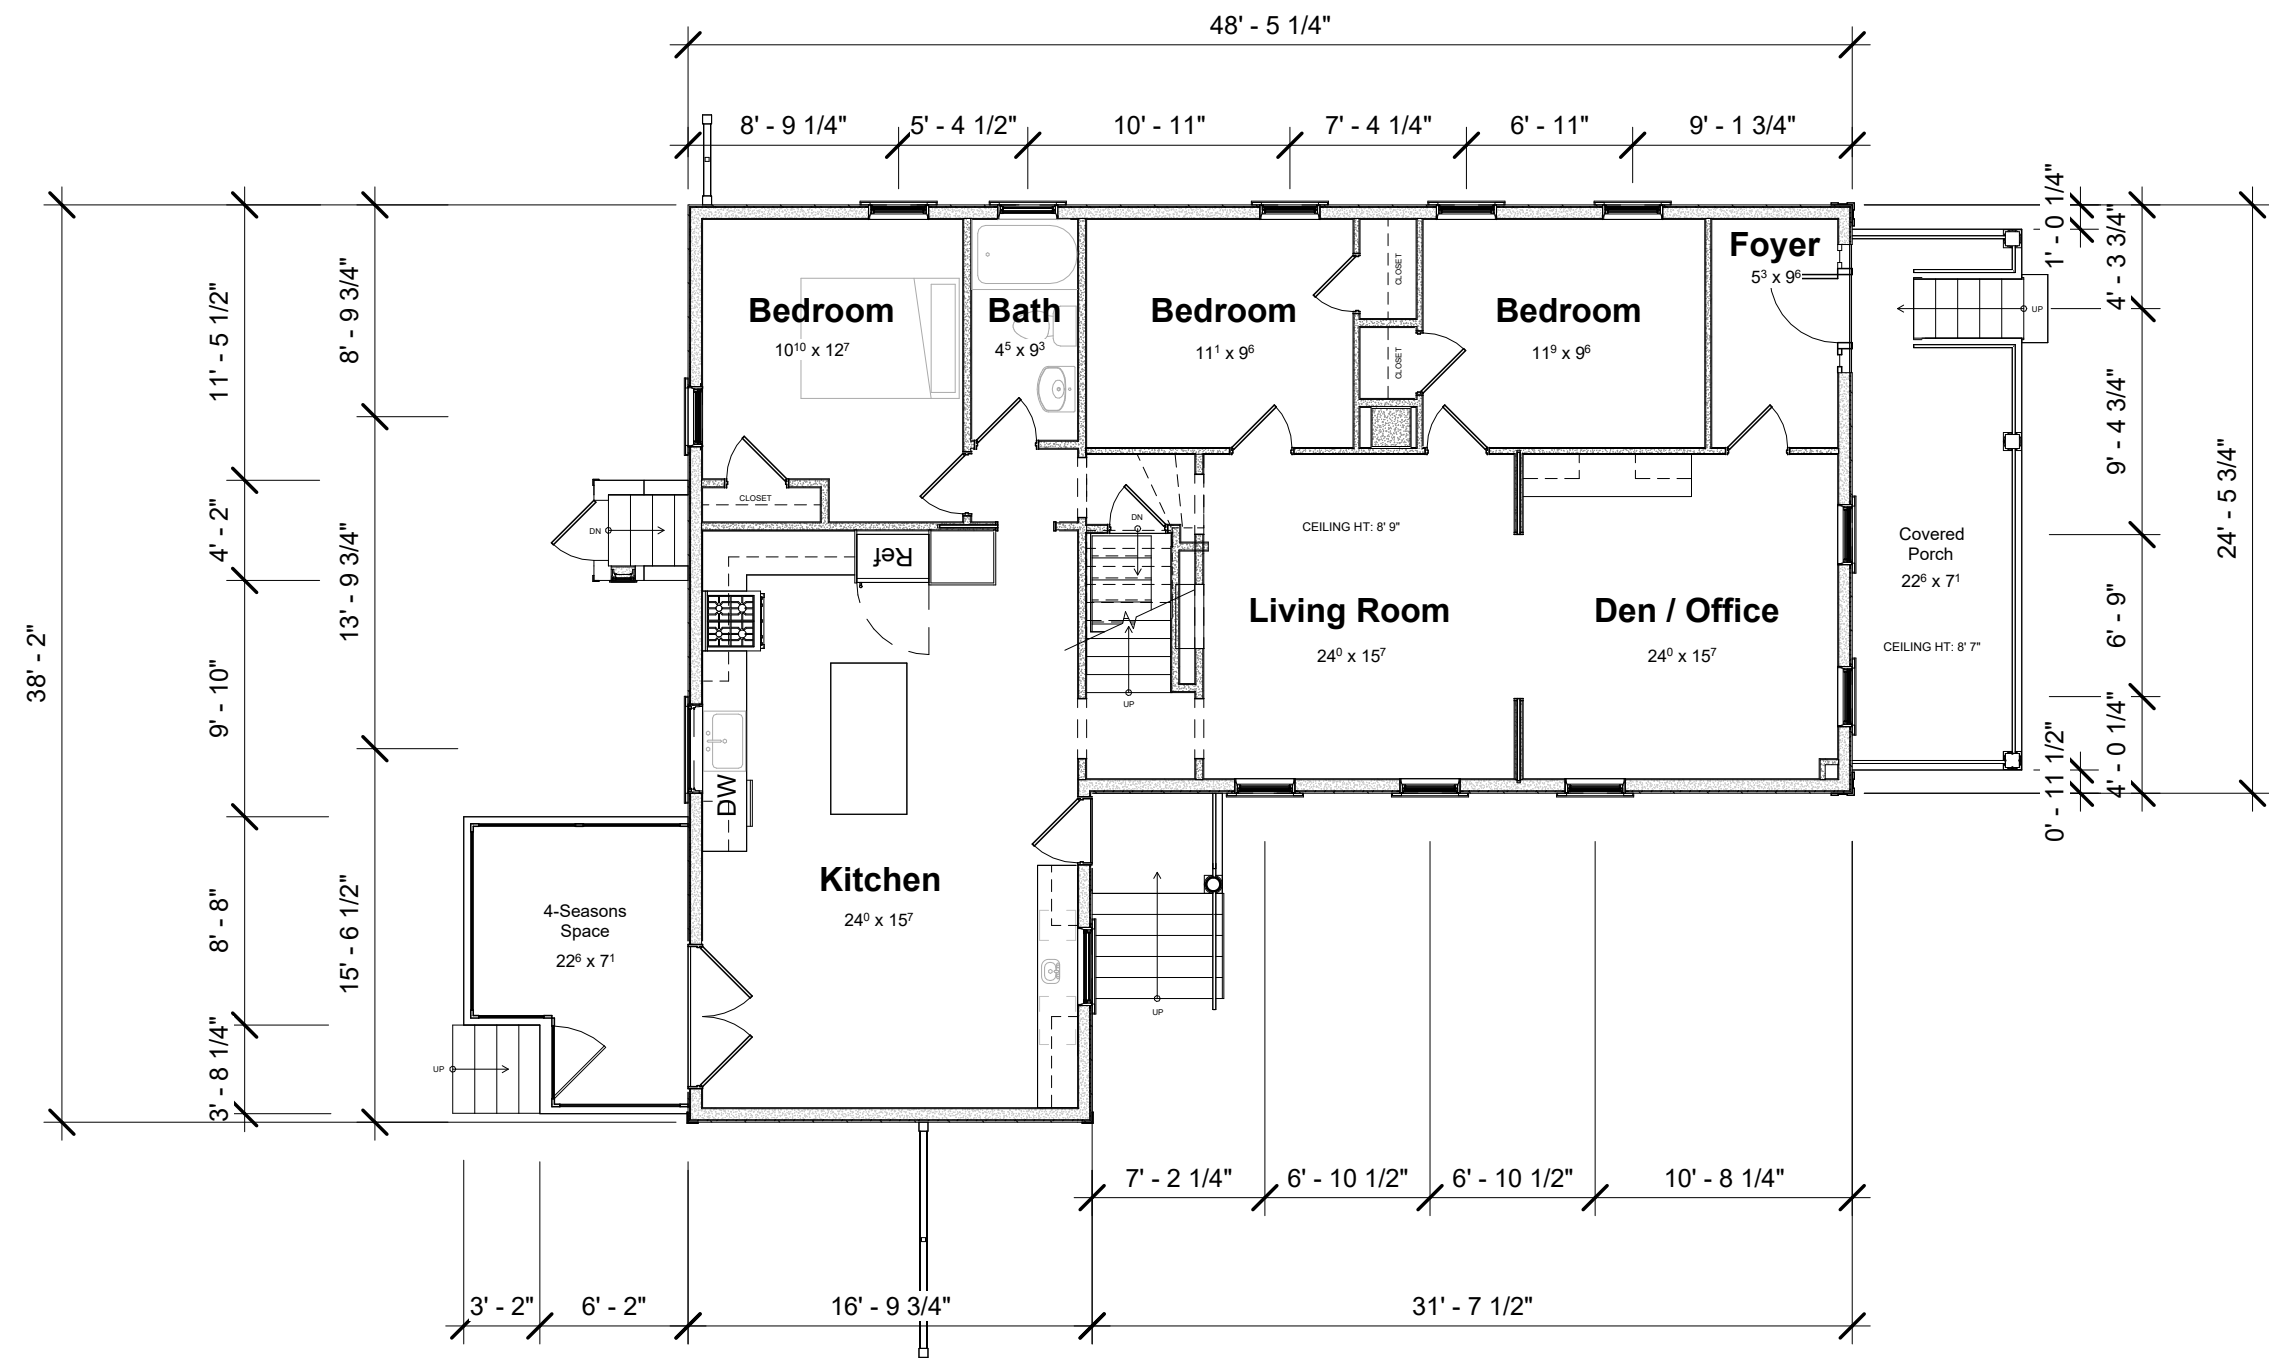 48' - 5 1/4"
8' - 9 1/4"
5' - 4 1/2"
10' - 11"
7' - 4 1/4"
6' - 11"
9' - 1 3/4"
38' - 2"
11' - 5 1/2"
4' - 2"
9' - 10"
8' - 8"
3' - 8 1/4"
8' - 9 3/4"
13' - 9 3/4"
15' - 6 1/2"
Bedroom
10¹⁰ x 12⁷
Bath
4⁵ x 9³
Bedroom
11¹ x 9⁶
CLOSET
CLOSET
Bedroom
11⁹ x 9⁶
Foyer
5³ x 9⁶
UP
CLOSET
DN
Ref
DN
UP
CEILING HT: 8' 9"
Living Room
24⁰ x 15⁷
Den / Office
24⁰ x 15⁷
Covered
Porch
22⁶ x 7¹
CEILING HT: 8' 7"
DW
Kitchen
24⁰ x 15⁷
4-Seasons
Space
22⁶ x 7¹
UP
UP
1' - 0 1/4"
0' - 11 1/2"
4' - 3 3/4"
9' - 4 3/4"
6' - 9"
4' - 0 1/4"
24' - 5 3/4"
7' - 2 1/4"
6' - 10 1/2"
6' - 10 1/2"
10' - 8 1/4"
3' - 2"
6' - 2"
16' - 9 3/4"
31' - 7 1/2"